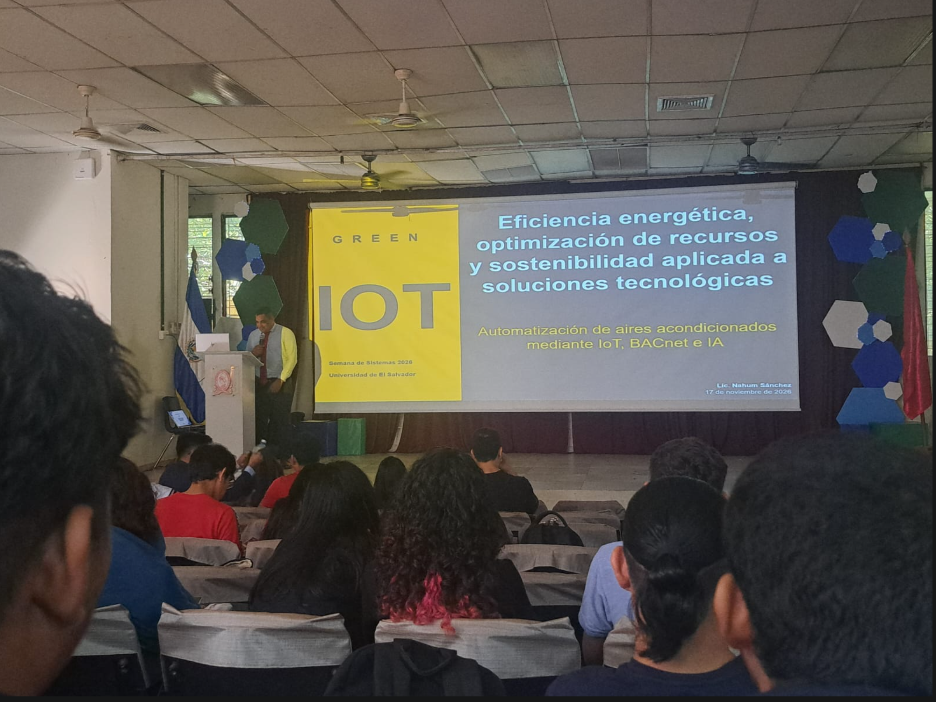 GREEN
IOT
Semana de Sistemas 2026
Universidad de El Salvador
Eficiencia energética,
optimización de recursos
y sostenibilidad aplicada a
soluciones tecnológicas
Automatización de aires acondicionados
mediante IoT, BACnet e IA
Lic. Nahum Sánchez
17 de noviembre de 2026